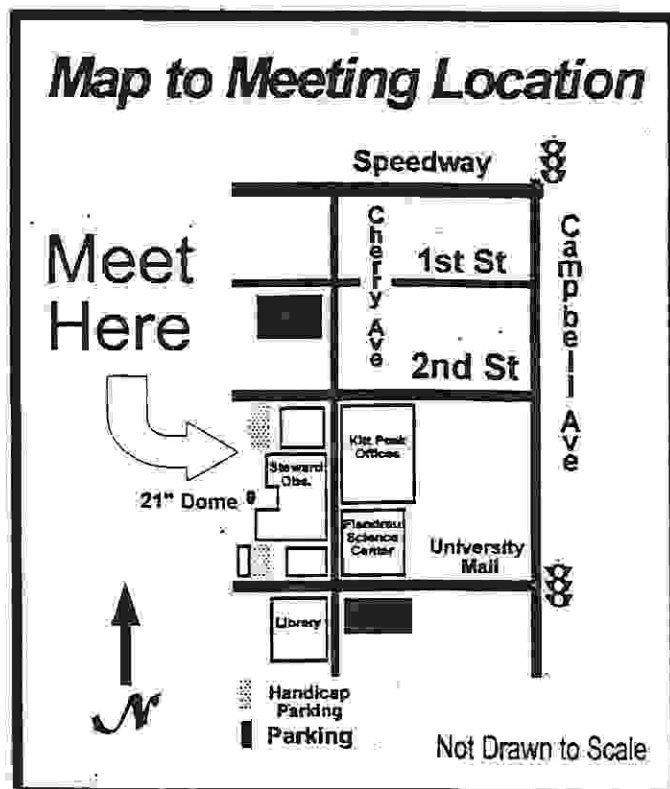 Map to Meeting Location
Speedway
Cherry Ave
Campbell Ave
Meet
Here
1st St
2nd St
Kitt Peak
Offices
Steward
Obs.
21" Dome
Flandrau
Science
Center
University
Mall
Library
N
Handicap
Parking
Parking
Not Drawn to Scale